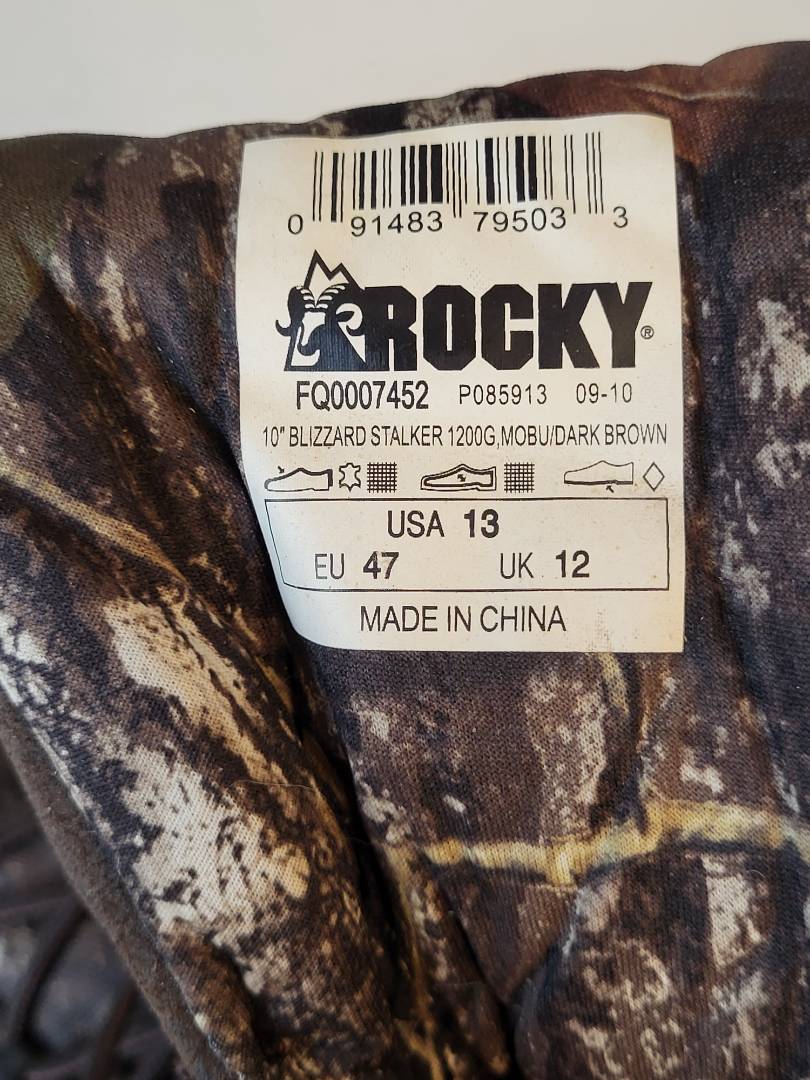 0 91483 79503 3
ROCKY®
FQ0007452 P085913 09-10
10" BLIZZARD STALKER 1200G,MOBU/DARK BROWN
USA 13
EU 47 UK 12
MADE IN CHINA